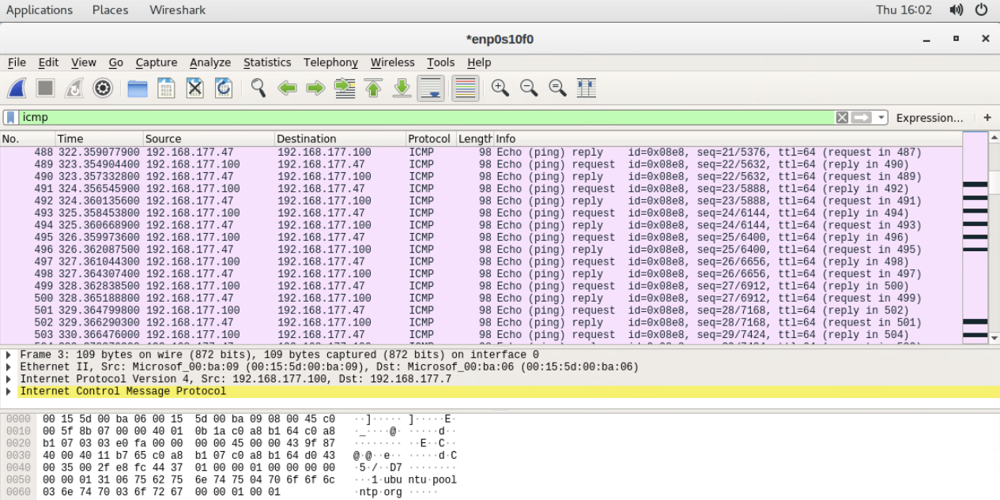 Applications Places Wireshark Thu 16:02
*enp0s10f0
File Edit View Go Capture Analyze Statistics Telephony Wireless Tools Help
icmp Expression… +
No. Time Source Destination Protocol Length Info
488 322.359077900 192.168.177.47 192.168.177.100 ICMP 98 Echo (ping) reply id=0x08e8, seq=21/5376, ttl=64 (request in 487)
489 323.354904400 192.168.177.100 192.168.177.47 ICMP 98 Echo (ping) request id=0x08e8, seq=22/5632, ttl=64 (reply in 490)
490 323.357332800 192.168.177.47 192.168.177.100 ICMP 98 Echo (ping) reply id=0x08e8, seq=22/5632, ttl=64 (request in 489)
491 324.356545900 192.168.177.100 192.168.177.47 ICMP 98 Echo (ping) request id=0x08e8, seq=23/5888, ttl=64 (reply in 492)
492 324.360135600 192.168.177.47 192.168.177.100 ICMP 98 Echo (ping) reply id=0x08e8, seq=23/5888, ttl=64 (request in 491)
493 325.358453800 192.168.177.100 192.168.177.47 ICMP 98 Echo (ping) request id=0x08e8, seq=24/6144, ttl=64 (reply in 494)
494 325.360668900 192.168.177.47 192.168.177.100 ICMP 98 Echo (ping) reply id=0x08e8, seq=24/6144, ttl=64 (request in 493)
495 326.359973600 192.168.177.100 192.168.177.47 ICMP 98 Echo (ping) request id=0x08e8, seq=25/6400, ttl=64 (reply in 496)
496 326.362087500 192.168.177.47 192.168.177.100 ICMP 98 Echo (ping) reply id=0x08e8, seq=25/6400, ttl=64 (request in 495)
497 327.361044300 192.168.177.100 192.168.177.47 ICMP 98 Echo (ping) request id=0x08e8, seq=26/6656, ttl=64 (reply in 498)
498 327.364307400 192.168.177.47 192.168.177.100 ICMP 98 Echo (ping) reply id=0x08e8, seq=26/6656, ttl=64 (request in 497)
499 328.362838500 192.168.177.100 192.168.177.47 ICMP 98 Echo (ping) request id=0x08e8, seq=27/6912, ttl=64 (reply in 500)
500 328.365188800 192.168.177.47 192.168.177.100 ICMP 98 Echo (ping) reply id=0x08e8, seq=27/6912, ttl=64 (request in 499)
501 329.364799800 192.168.177.100 192.168.177.47 ICMP 98 Echo (ping) request id=0x08e8, seq=28/7168, ttl=64 (reply in 502)
502 329.366290300 192.168.177.47 192.168.177.100 ICMP 98 Echo (ping) reply id=0x08e8, seq=28/7168, ttl=64 (request in 501)
503 330.366476000 192.168.177.100 192.168.177.47 ICMP 98 Echo (ping) request id=0x08e8, seq=29/7424, ttl=64 (reply in 504)
Frame 3: 109 bytes on wire (872 bits), 109 bytes captured (872 bits) on interface 0
Ethernet II, Src: Microsof_00:ba:09 (00:15:5d:00:ba:09), Dst: Microsof_00:ba:06 (00:15:5d:00:ba:06)
Internet Protocol Version 4, Src: 192.168.177.100, Dst: 192.168.177.7
Internet Control Message Protocol
0000 00 15 5d 00 ba 06 00 15 5d 00 ba 09 08 00 45 c0 ··]····· ]·····E·
0010 00 5f 8b 07 00 00 40 01 0b 1a c0 a8 b1 64 c0 a8 ·_····@· ·····d··
0020 b1 07 03 03 e0 fa 00 00 00 00 45 00 00 43 9f 87 ········ ··E··C··
0030 40 00 40 11 b7 65 c0 a8 b1 07 c0 a8 b1 64 d0 43 @·@··e·· ·····d·C
0040 00 35 00 2f e8 fc 44 37 01 00 00 01 00 00 00 00 ·5·/··D7 ········
0050 00 00 01 31 06 75 62 75 6e 74 75 04 70 6f 6f 6c ···1·ubu ntu·pool
0060 03 6e 74 70 03 6f 72 67 00 00 01 00 01 ·ntp·org ·····